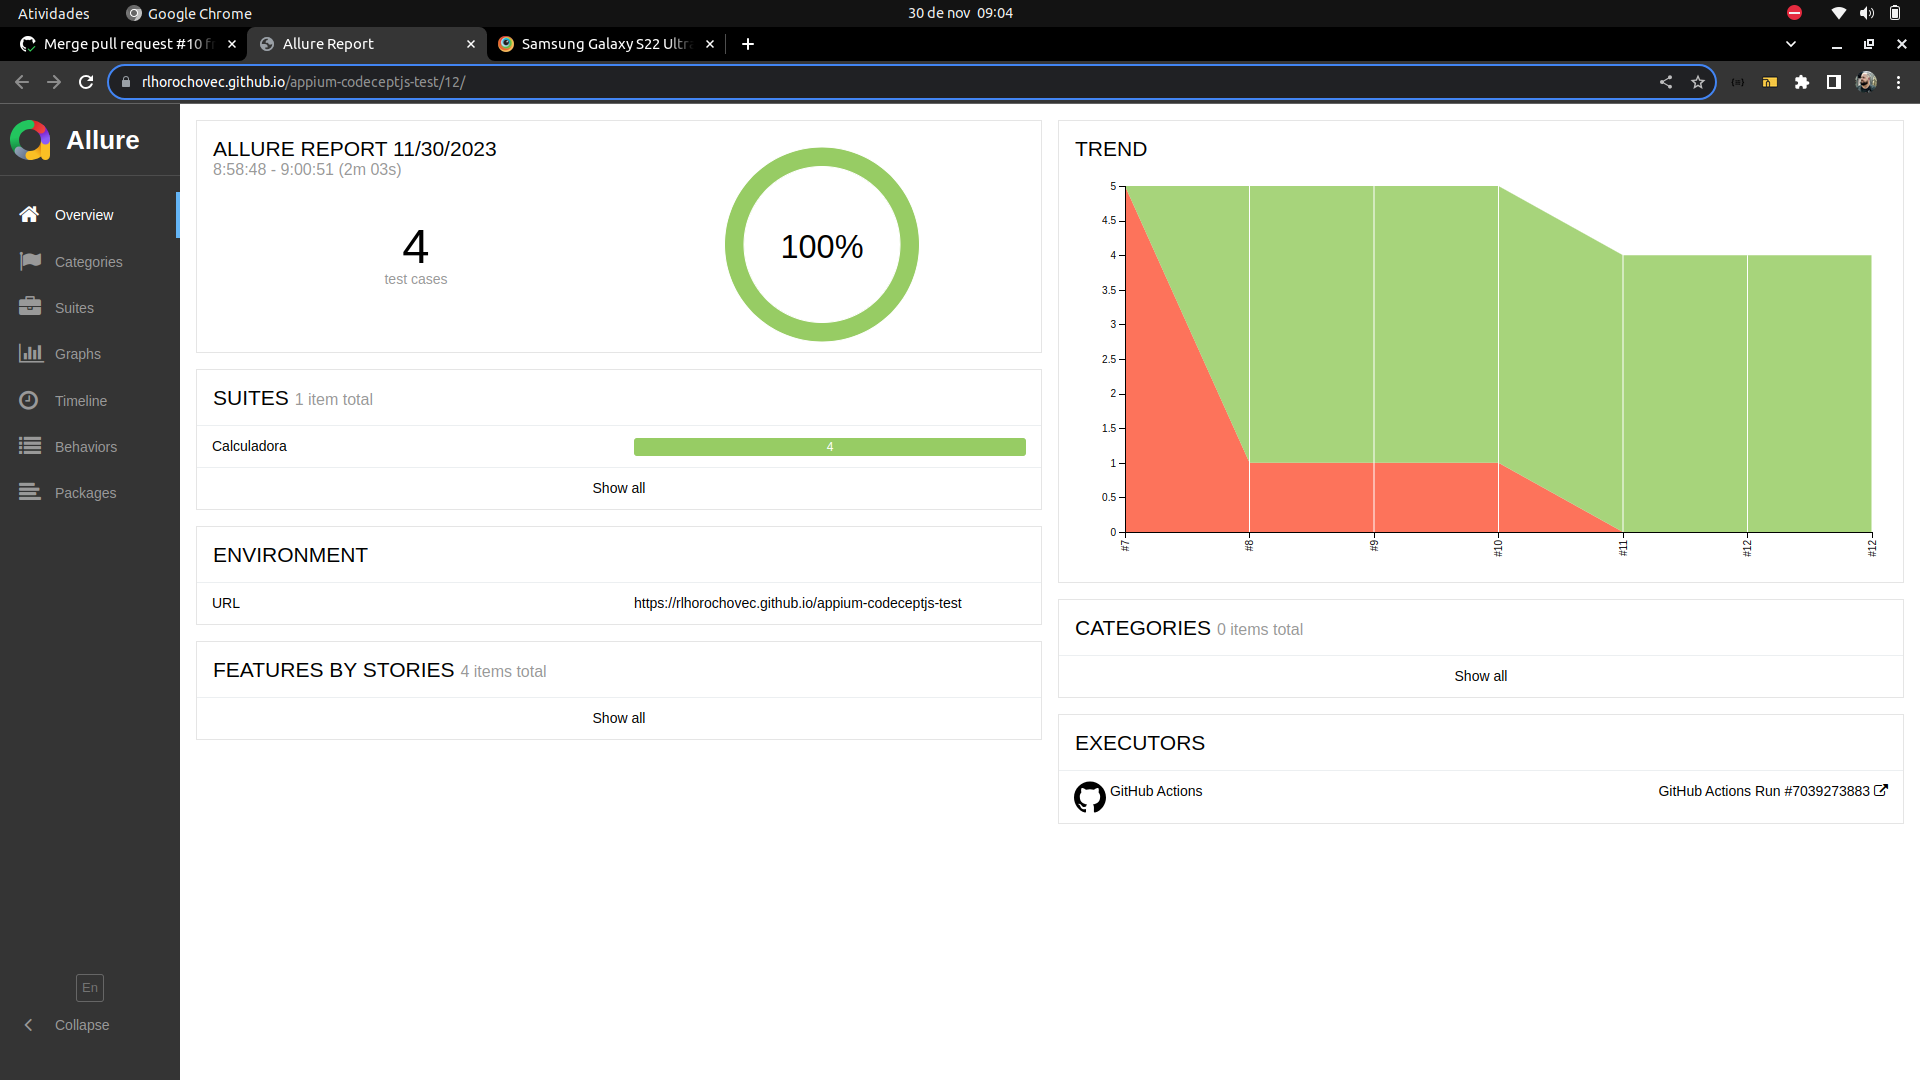 Atividades
Google Chrome
30 de nov 09:04
Merge pull request #10 fr
Allure Report
Samsung Galaxy S22 Ultra
rlhorochovec.github.io/appium-codeceptjs-test/12/
Allure
Overview
Categories
Suites
Graphs
Timeline
Behaviors
Packages
En
Collapse
ALLURE REPORT 11/30/2023
8:58:48 - 9:00:51 (2m 03s)
4
test cases
100%
SUITES 1 item total
Calculadora
4
Show all
ENVIRONMENT
URL
https://rlhorochovec.github.io/appium-codeceptjs-test
FEATURES BY STORIES 4 items total
Show all
TREND
5
4.5
4
3.5
3
2.5
2
1.5
1
0.5
0
#7
#8
#9
#10
#11
#12
#12
CATEGORIES 0 items total
Show all
EXECUTORS
GitHub Actions
GitHub Actions Run #7039273883